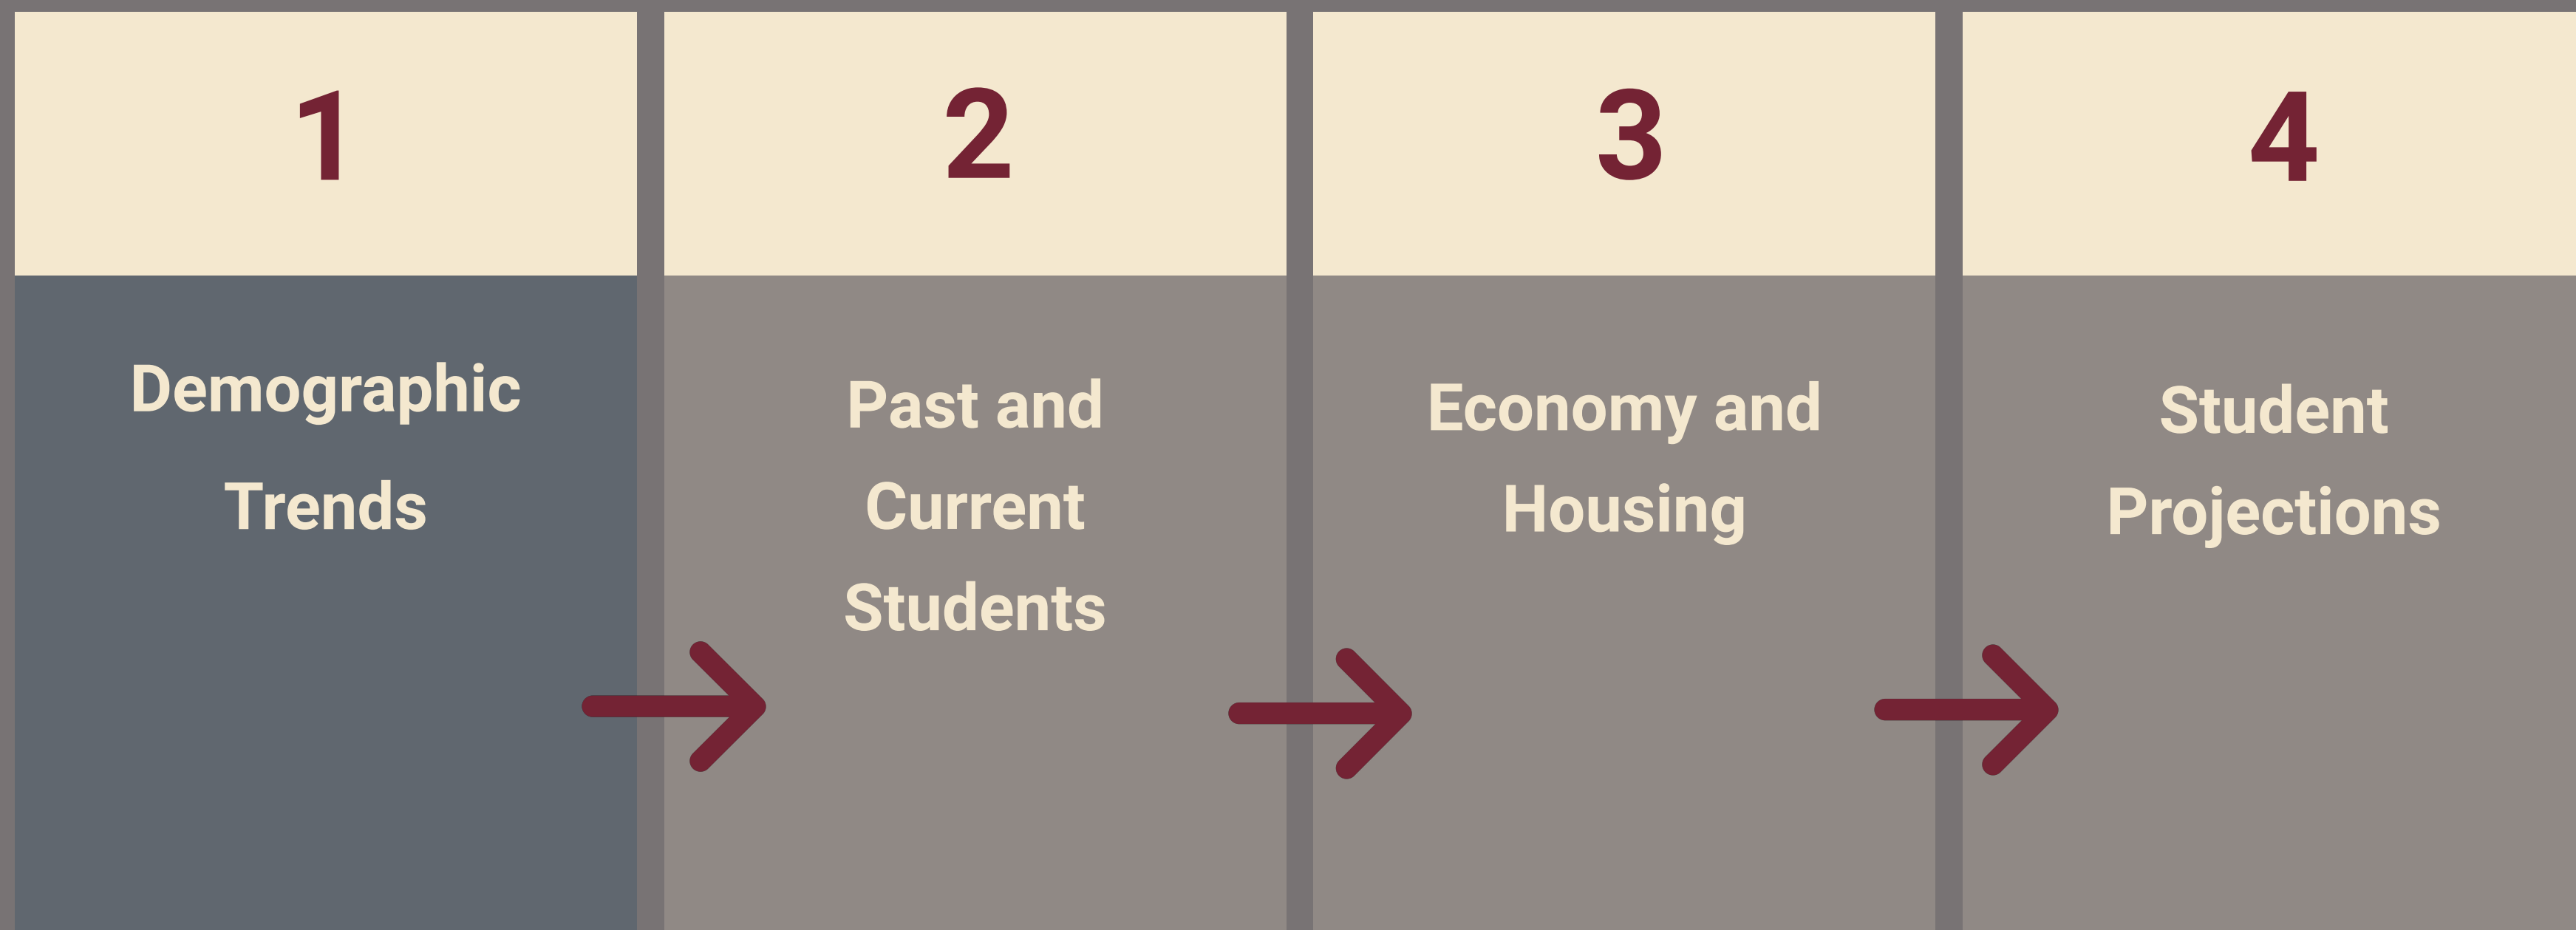 1
Demographic
Trends
2
Past and
Current
Students
3
Economy and
Housing
4
Student
Projections